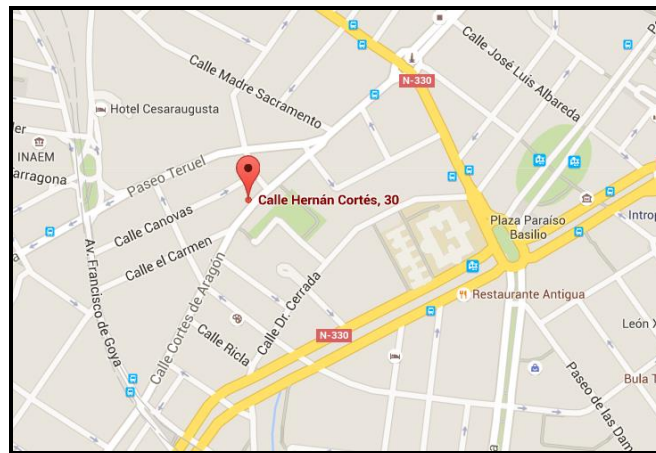 Calle José Luis Albareda
Calle Madre Sacramento
N-330
Hotel Cesaraugusta
INAEM
arragona
Paseo Teruel
Calle Hernán Cortés, 30
Calle Canovas
Calle el Carmen
Plaza Paraíso
Basilio
Introp
Av. Francisco de Goya
Calle Cortes de Aragón
Calle Dr. Cerrada
Restaurante Antigua
N-330
Calle Ricla
León X
Bula T
Paseo de las Dam